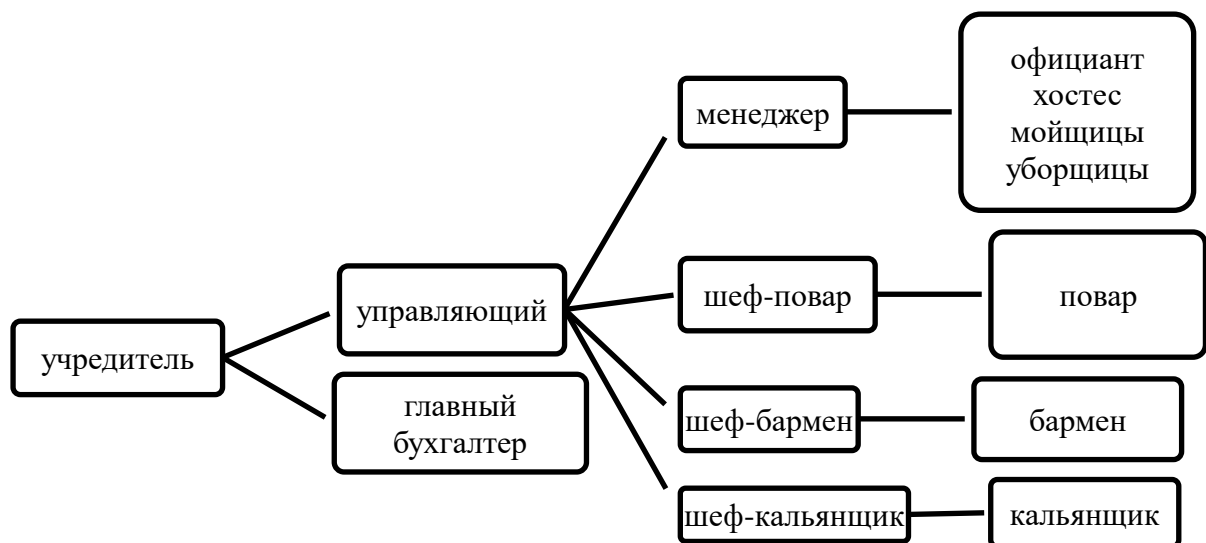 учредитель
управляющий
главный
бухгалтер
менеджер
шеф-повар
шеф-бармен
шеф-кальянщик
официант
хостес
мойщицы
уборщицы
повар
бармен
кальянщик